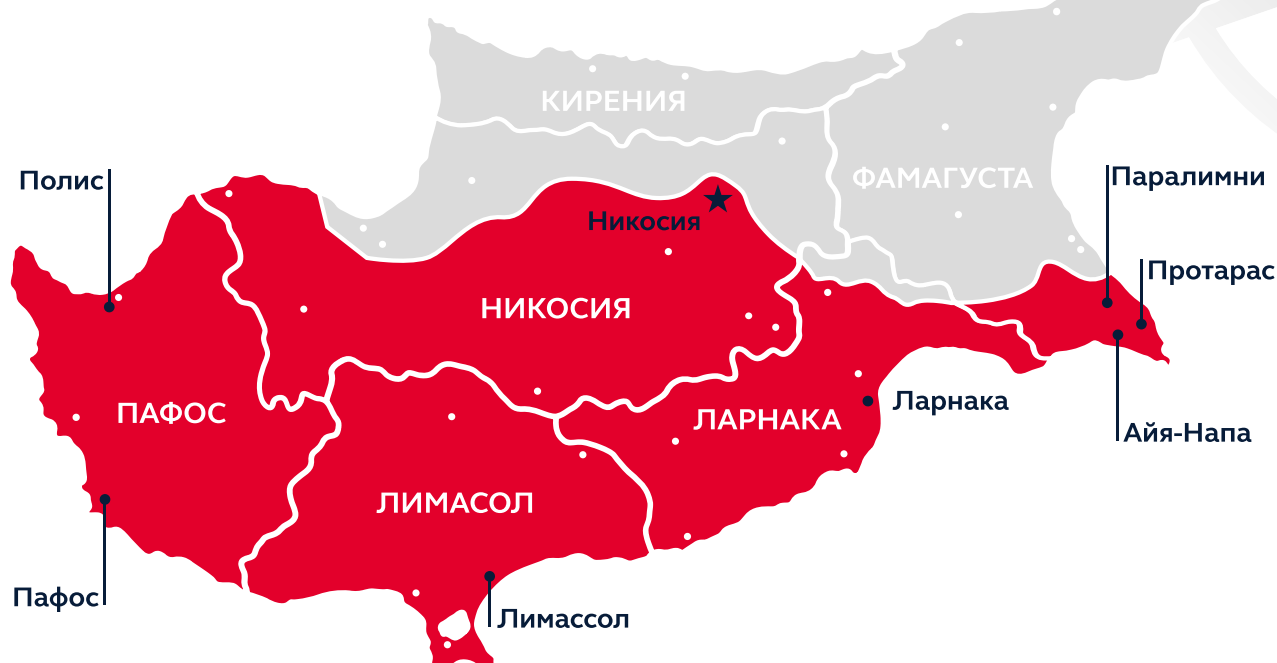 КИРЕНИЯ
Полис
ФАМАГУСТА
Паралимни
Никосия
Протарас
НИКОСИЯ
ПАФОС
ЛАРНАКА
Ларнака
Айя-Напа
ЛИМАСОЛ
Пафос
Лимассол